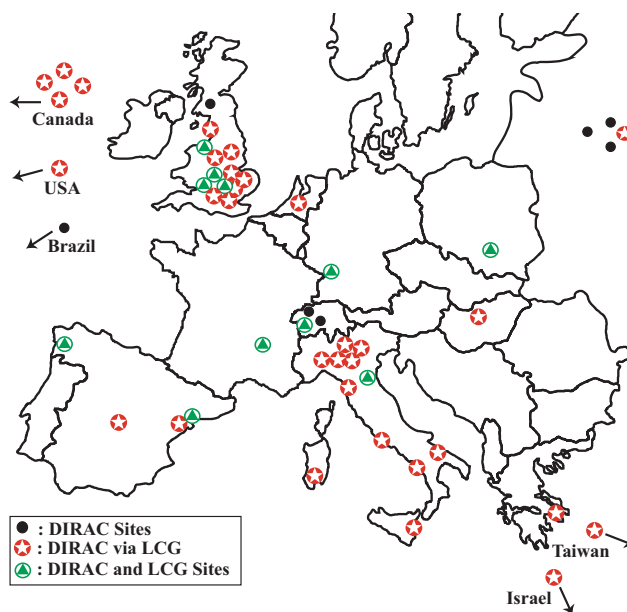 Canada
USA
Brazil
Taiwan
Israel
: DIRAC Sites
: DIRAC via LCG
: DIRAC and LCG Sites